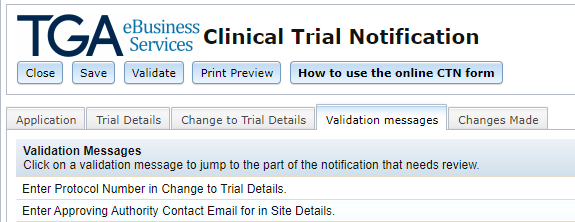 TGA eBusiness Services Clinical Trial Notification
Close Save Validate Print Preview How to use the online CTN form
Application Trial Details Change to Trial Details Validation messages Changes Made
Validation Messages
Click on a validation message to jump to the part of the notification that needs review.
Enter Protocol Number in Change to Trial Details.
Enter Approving Authority Contact Email for in Site Details.